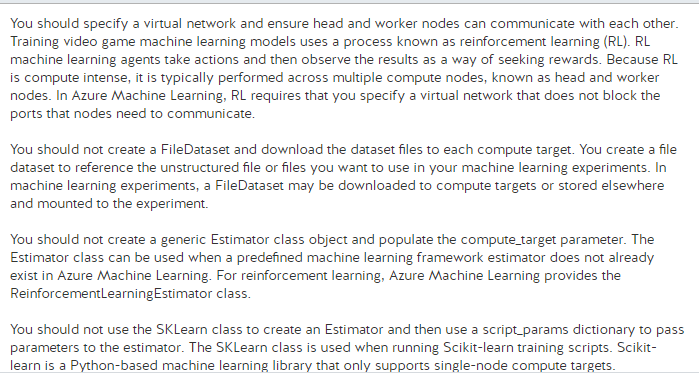 You should specify a virtual network and ensure head and worker nodes can communicate with each other.
Training video game machine learning models uses a process known as reinforcement learning (RL). RL
machine learning agents take actions and then observe the results as a way of seeking rewards. Because RL
is compute intense, it is typically performed across multiple compute nodes, known as head and worker
nodes. In Azure Machine Learning, RL requires that you specify a virtual network that does not block the
ports that nodes need to communicate.
You should not create a FileDataset and download the dataset files to each compute target. You create a file
dataset to reference the unstructured file or files you want to use in your machine learning experiments. In
machine learning experiments, a FileDataset may be downloaded to compute targets or stored elsewhere
and mounted to the experiment.
You should not create a generic Estimator class object and populate the compute_target parameter. The
Estimator class can be used when a predefined machine learning framework estimator does not already
exist in Azure Machine Learning. For reinforcement learning, Azure Machine Learning provides the
ReinforcementLearningEstimator class.
You should not use the SKLearn class to create an Estimator and then use a script_params dictionary to pass
parameters to the estimator. The SKLearn class is used when running Scikit-learn training scripts. Scikit-
learn is a Python-based machine learning library that only supports single-node compute targets.